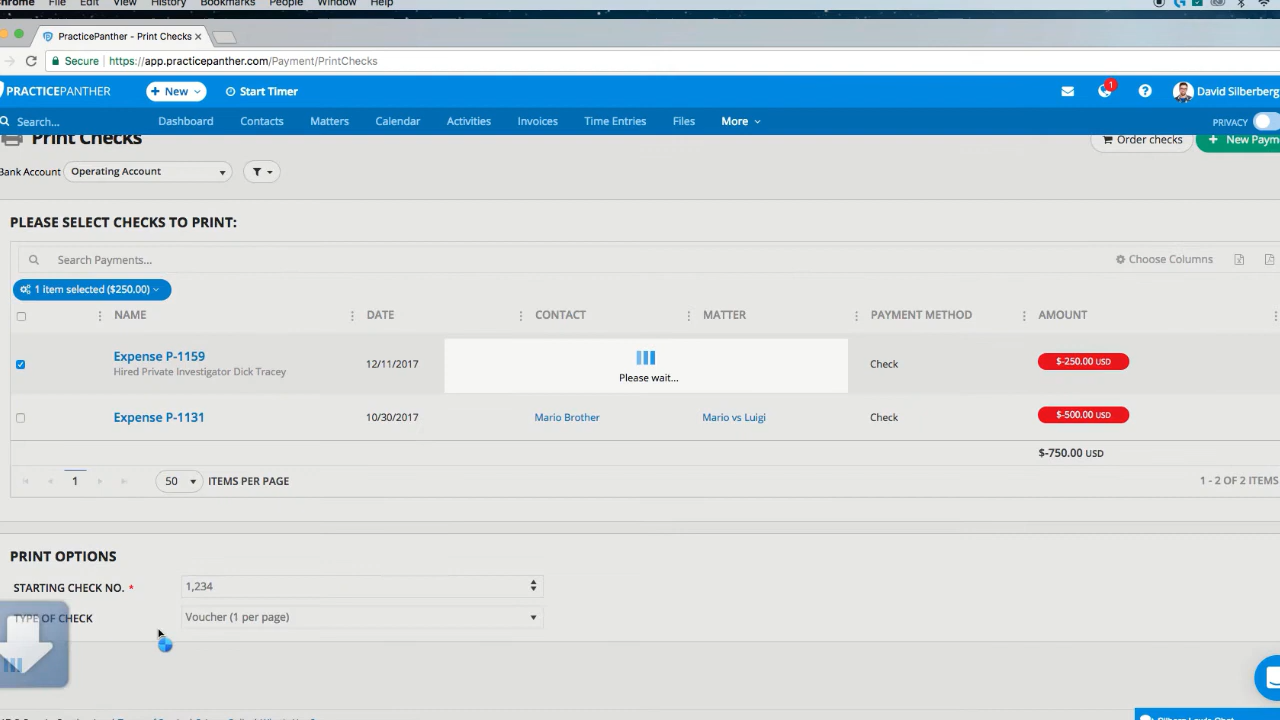 Chrome File Edit View History Bookmarks People Window Help
PracticePanther - Print Checks ×
Secure https://app.practicepanther.com/Payment/PrintChecks
PRACTICEPANTHER + New Start Timer 1 David Silberberg
Search... Dashboard Contacts Matters Calendar Activities Invoices Time Entries Files More PRIVACY
Print Checks Order checks + New Paym
Bank Account Operating Account
PLEASE SELECT CHECKS TO PRINT:
Search Payments... Choose Columns
1 item selected ($250.00)
NAME DATE CONTACT MATTER PAYMENT METHOD AMOUNT
Expense P-1159 12/11/2017 Check $-250.00 USD
Hired Private Investigator Dick Tracey
Please wait...
Expense P-1131 10/30/2017 Mario Brother Mario vs Luigi Check $-500.00 USD
$-750.00 USD
1 50 ITEMS PER PAGE 1 - 2 OF 2 ITEMS
PRINT OPTIONS
STARTING CHECK NO. * 1,234
TYPE OF CHECK Voucher (1 per page)